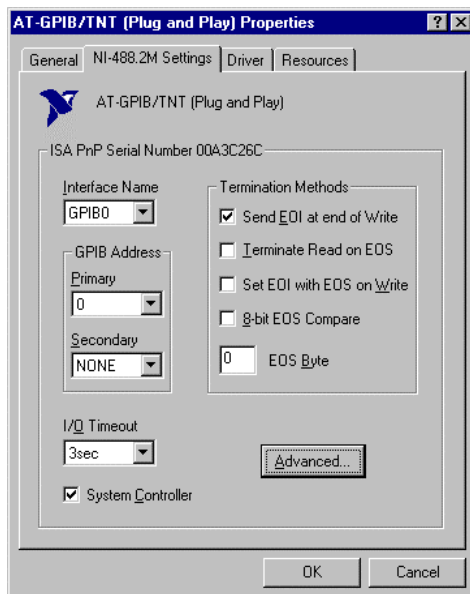 AT-GPIB/TNT (Plug and Play) Properties
General NI-488.2M Settings Driver Resources
AT-GPIB/TNT (Plug and Play)
ISA PnP Serial Number 00A3C26C
Interface Name
GPIB0
GPIB Address
Primary
0
Secondary
NONE
I/O Timeout
3sec
System Controller
Termination Methods
Send EOI at end of Write
Terminate Read on EOS
Set EOI with EOS on Write
8-bit EOS Compare
0 EOS Byte
Advanced...
OK Cancel